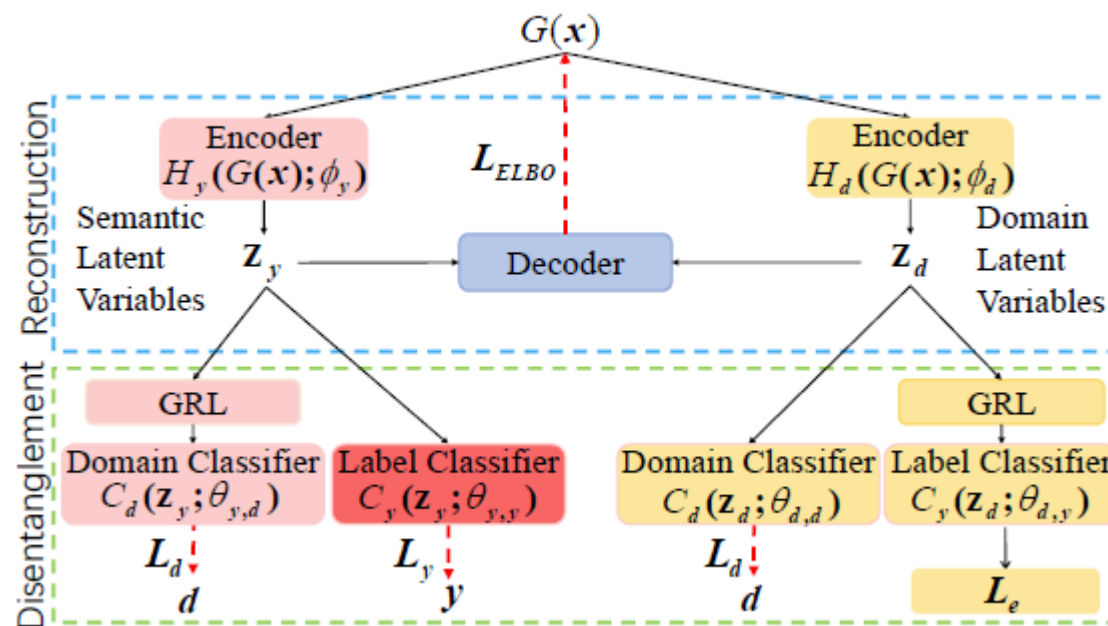 G(x)
Reconstruction
Encoder
H_y(G(x);ϕ_y)
L_ELBO
Encoder
H_d(G(x);ϕ_d)
Semantic
Latent
Variables
z_y
Decoder
z_d
Domain
Latent
Variables
Disentanglement
GRL
GRL
Domain Classifier
C_d(z_y;θ_y,d)
Label Classifier
C_y(z_y;θ_y,y)
Domain Classifier
C_d(z_d;θ_d,d)
Label Classifier
C_y(z_d;θ_d,y)
L_d
L_y
L_d
L_e
d
y
d